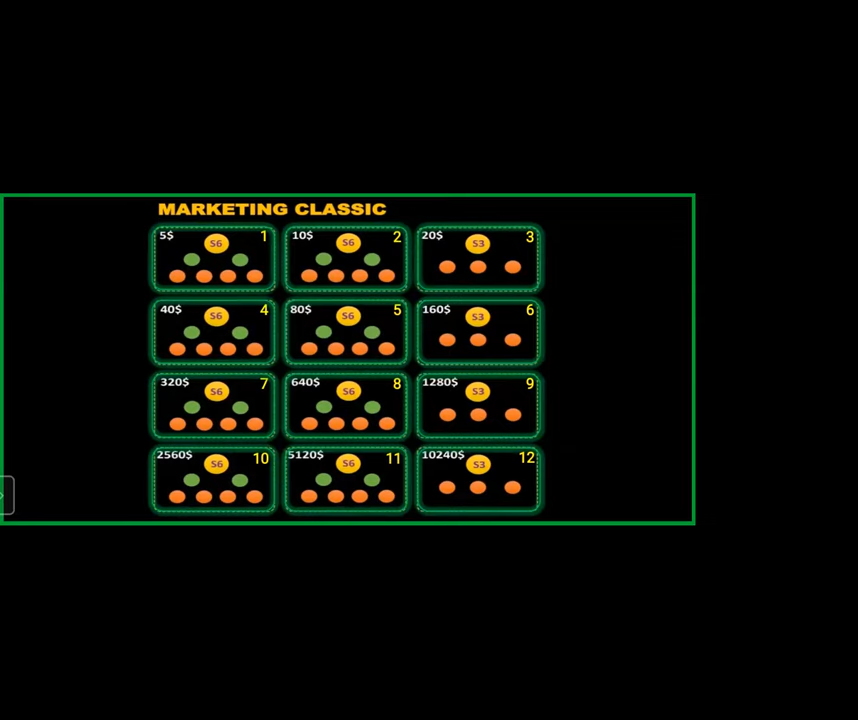 MARKETING CLASSIC
5$ S6 1
10$ S6 2
20$ S3 3
40$ S6 4
80$ S6 5
160$ S3 6
320$ S6 7
640$ S6 8
1280$ S3 9
2560$ S6 10
5120$ S6 11
10240$ S3 12